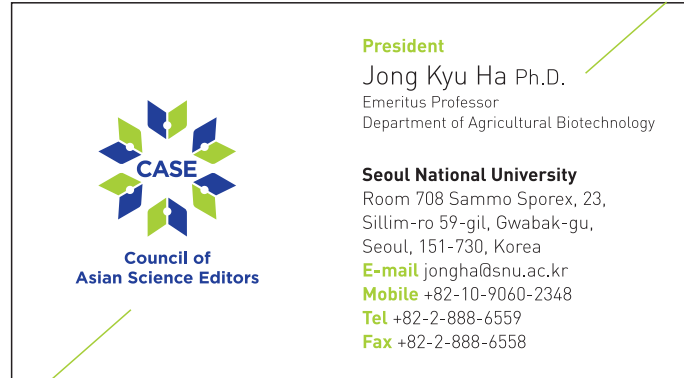 CASE
Council of
Asian Science Editors
President
Jong Kyu Ha Ph.D.
Emeritus Professor
Department of Agricultural Biotechnology
Seoul National University
Room 708 Sammo Sporex, 23,
Sillim-ro 59-gil, Gwabak-gu,
Seoul, 151-730, Korea
E-mail jongha@snu.ac.kr
Mobile +82-10-9060-2348
Tel +82-2-888-6559
Fax +82-2-888-6558